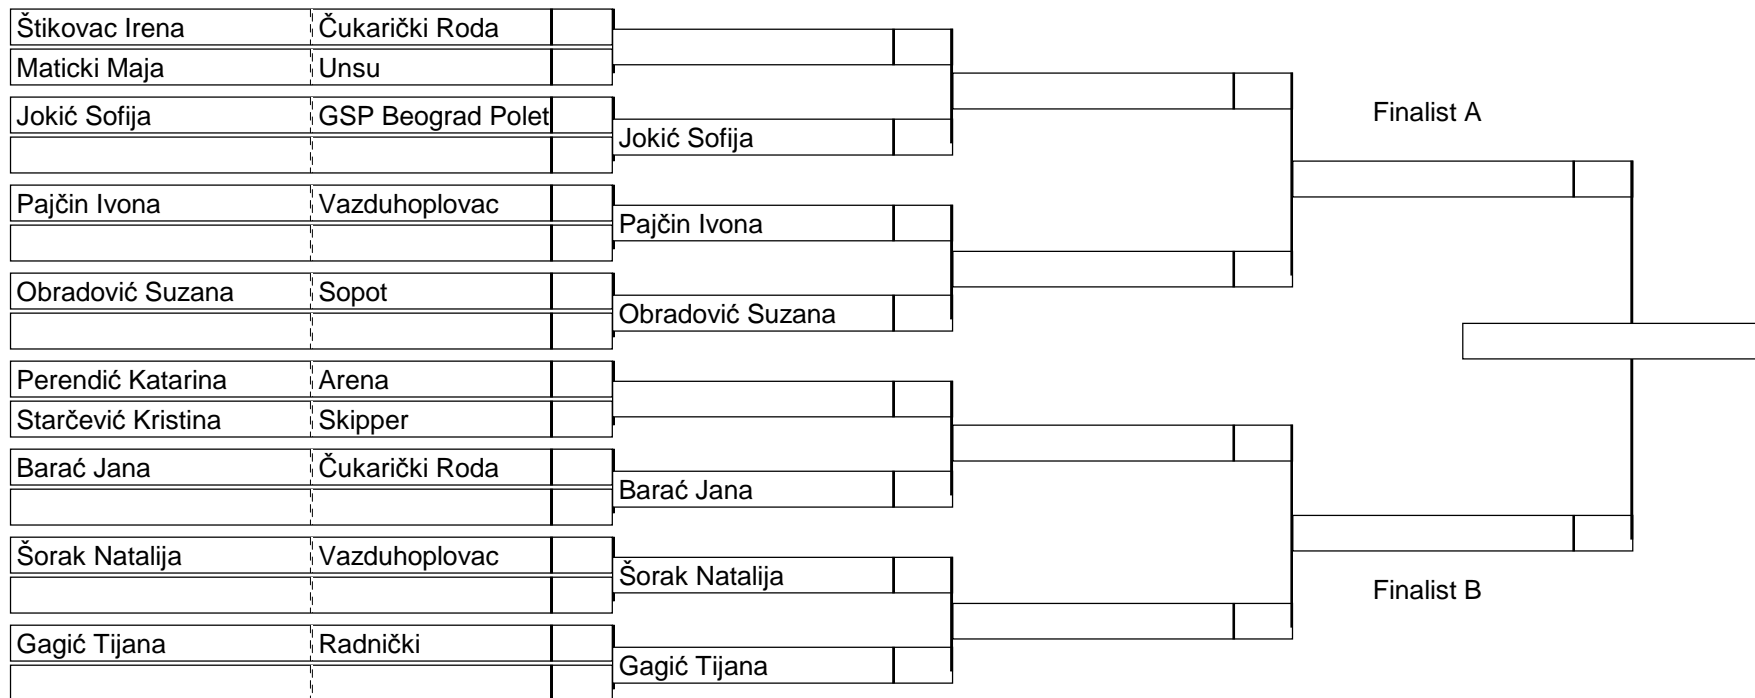 Štikovac Irena Čukarički Roda
Maticki Maja Unsu
Jokić Sofija GSP Beograd Polet
Jokić Sofija
Pajčin Ivona Vazduhoplovac
Pajčin Ivona
Obradović Suzana Sopot
Obradović Suzana
Perendić Katarina Arena
Starčević Kristina Skipper
Barać Jana Čukarički Roda
Barać Jana
Šorak Natalija Vazduhoplovac
Šorak Natalija
Gagić Tijana Radnički
Gagić Tijana
Finalist A
Finalist B